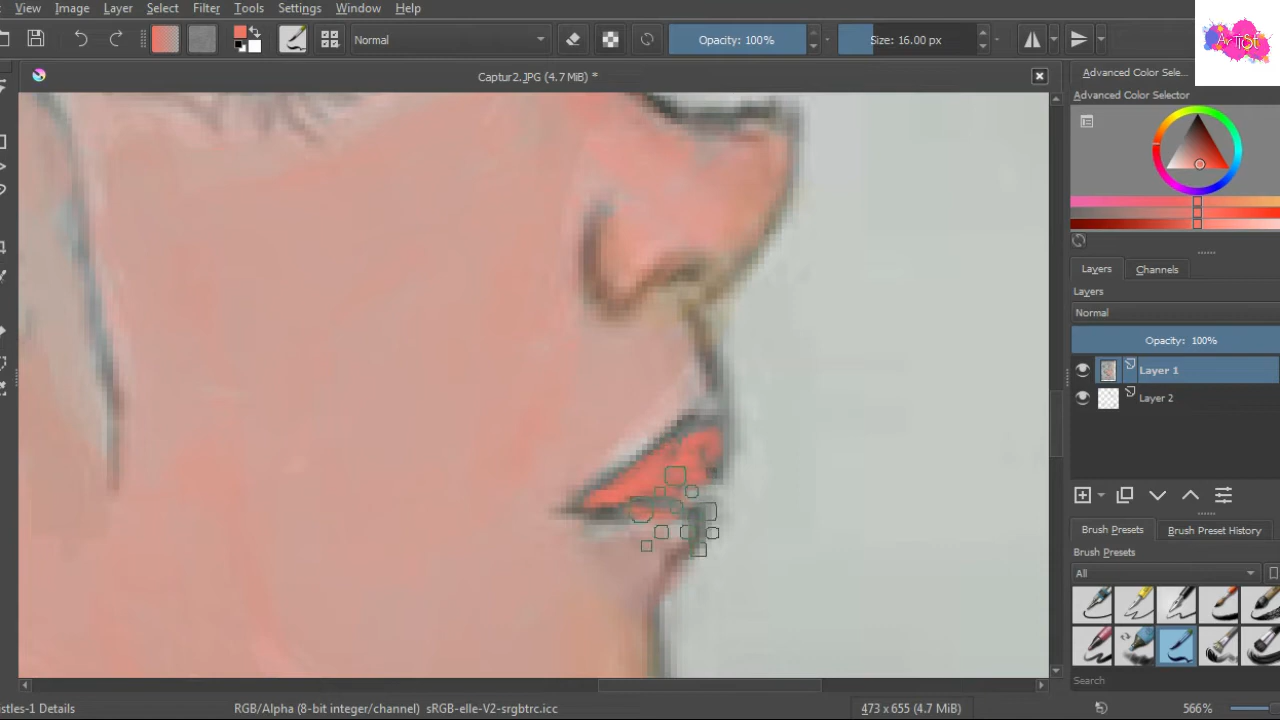 View Image Layer Select Filter Tools Settings Window Help
Normal Opacity: 100% Size: 16.00 px
ArTiSt
Captur2.JPG (4.7 MiB) *
Advanced Color Sele...
Advanced Color Selector
Layers Channels
Layers
Normal
Opacity: 100%
Layer 1
Layer 2
Brush Presets Brush Preset History
Brush Presets
All
Search
istles-1 Details RGB/Alpha (8-bit integer/channel) sRGB-elle-V2-srgbtrc.icc 473 x 655 (4.7 MiB) 566%